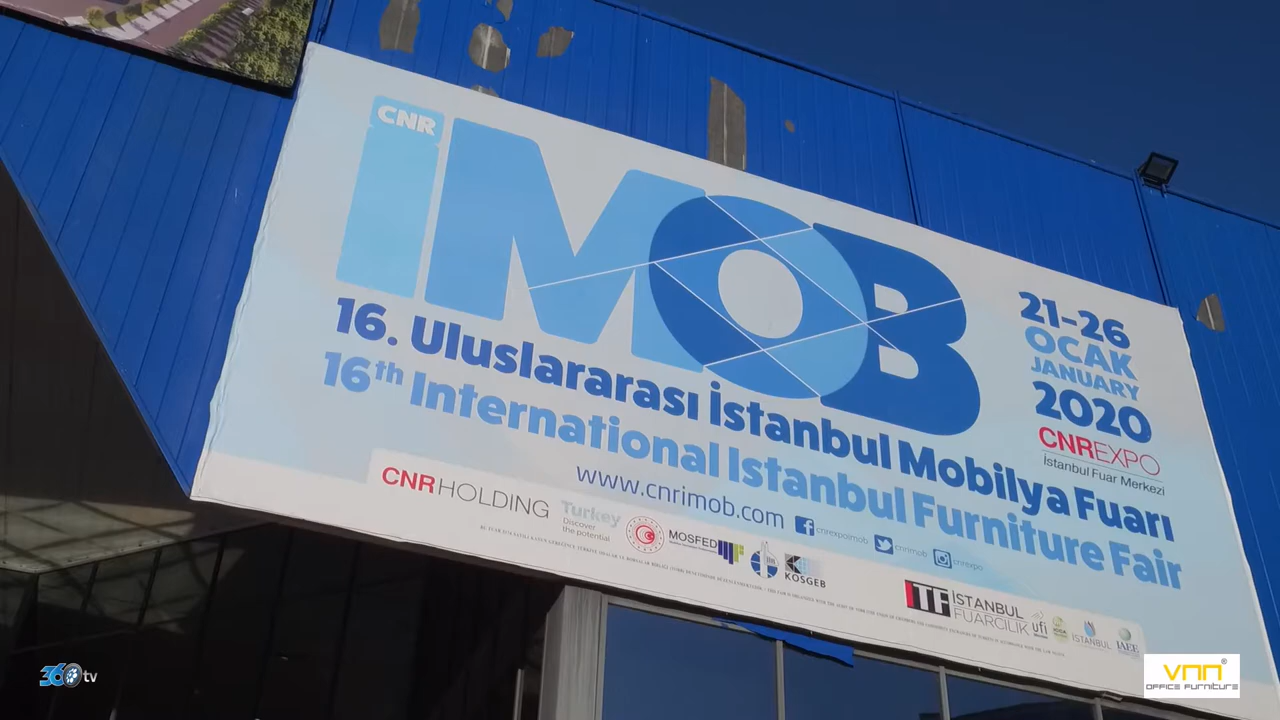 CNR
İMOB
16. Uluslararası İstanbul Mobilya Fuarı
16th International Istanbul Furniture Fair
21-26
OCAK
JANUARY
2020
CNREXPO
İstanbul Fuar Merkezi
www.cnrimob.com
cnrexpoimob
cnrimob
cnrexpo
CNRHOLDING
Turkey
Discover
the potential
MOSFED
KOSGEB
iTF İSTANBUL
FUARCILIK
ufi
İSTANBUL
IAEE
360tv
vnn®
OFFICE FURNITURE